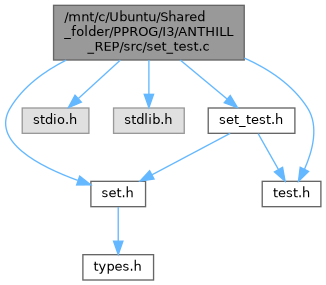 /mnt/c/Ubuntu/Shared
_folder/PPROG/I3/ANTHILL
_REP/src/set_test.c
stdio.h
stdlib.h
set_test.h
set.h
test.h
types.h